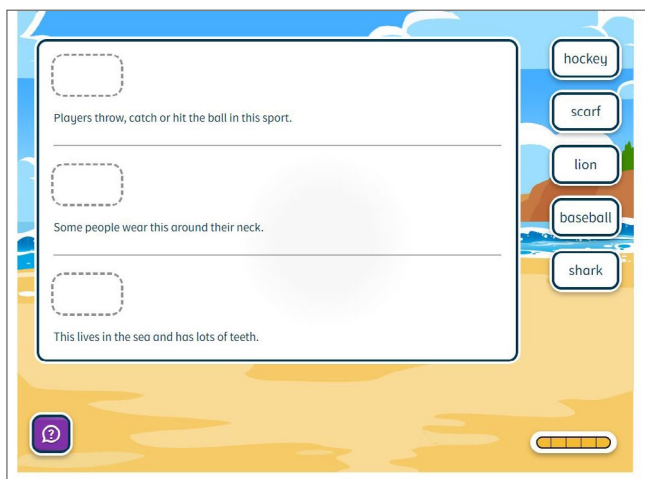 Players throw, catch or hit the ball in this sport.
Some people wear this around their neck.
This lives in the sea and has lots of teeth.
hockey
scarf
lion
baseball
shark
?